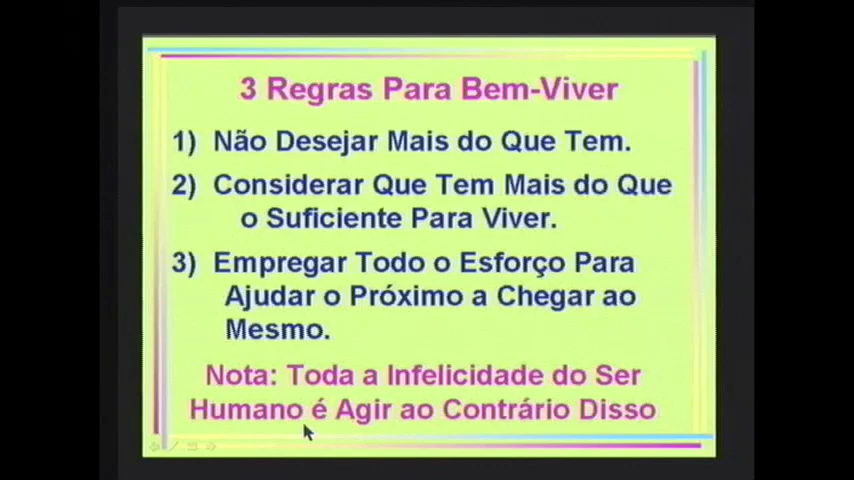 3 Regras Para Bem-Viver
1) Não Desejar Mais do Que Tem.
2) Considerar Que Tem Mais do Que
o Suficiente Para Viver.
3) Empregar Todo o Esforço Para
Ajudar o Próximo a Chegar ao
Mesmo.
Nota: Toda a Infelicidade do Ser
Humano é Agir ao Contrário Disso